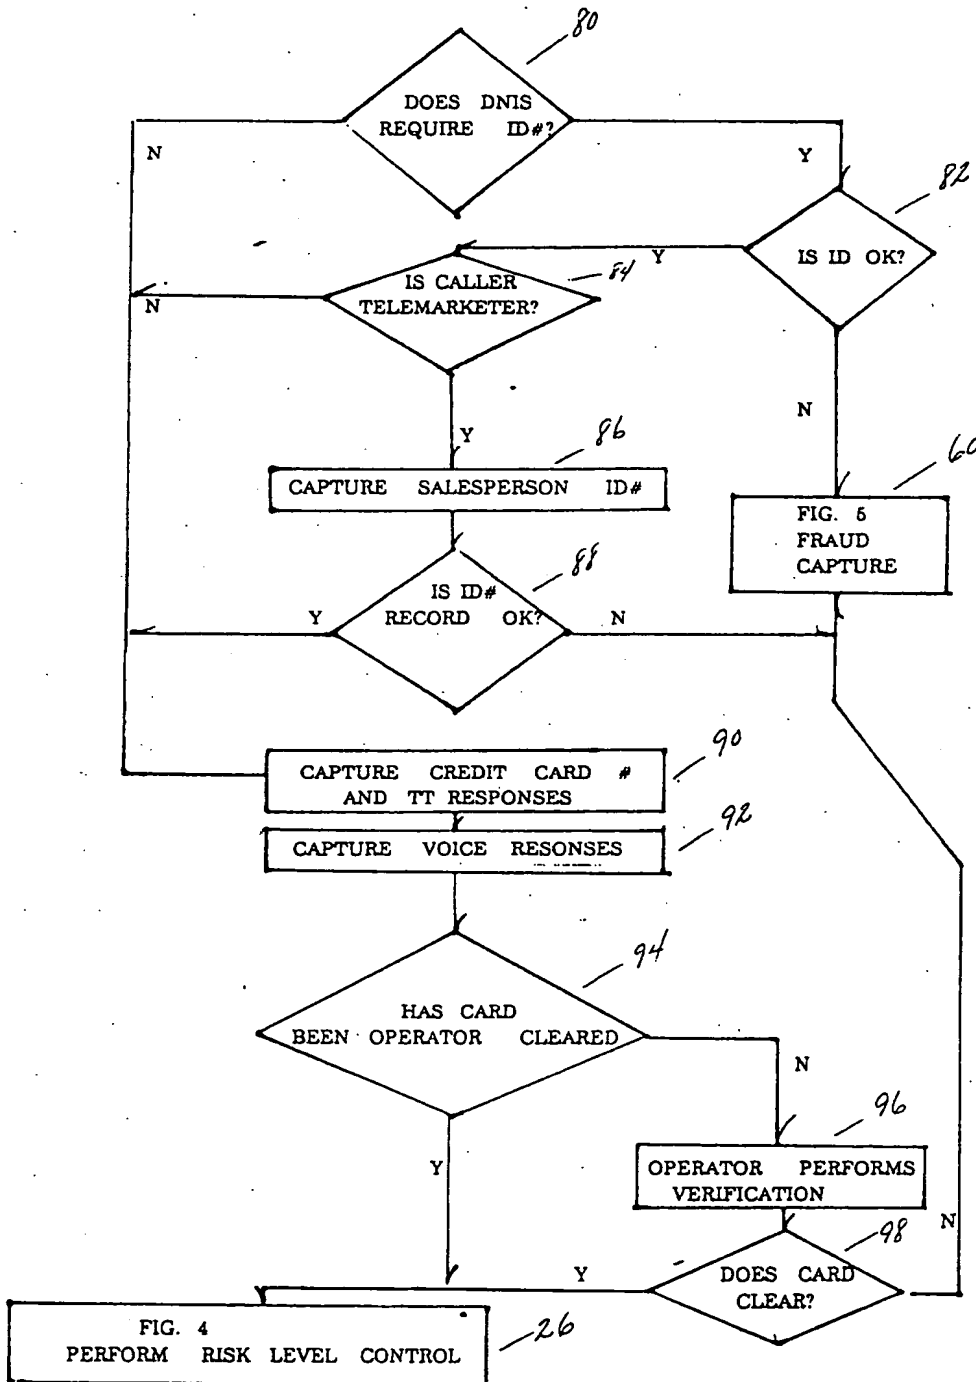 80
DOES DNIS
REQUIRE ID#?
N
Y
82
IS ID OK?
Y
84
IS CALLER
TELEMARKETER?
N
N
Y
86
CAPTURE SALESPERSON ID#
60
FIG. 5
FRAUD
CAPTURE
88
IS ID#
RECORD OK?
Y
N
90
CAPTURE CREDIT CARD #
AND TT RESPONSES
92
CAPTURE VOICE RESONSES
94
HAS CARD
BEEN OPERATOR CLEARED
N
96
Y
OPERATOR PERFORMS
VERIFICATION
N
98
Y
DOES CARD
CLEAR?
FIG. 4
PERFORM RISK LEVEL CONTROL
26